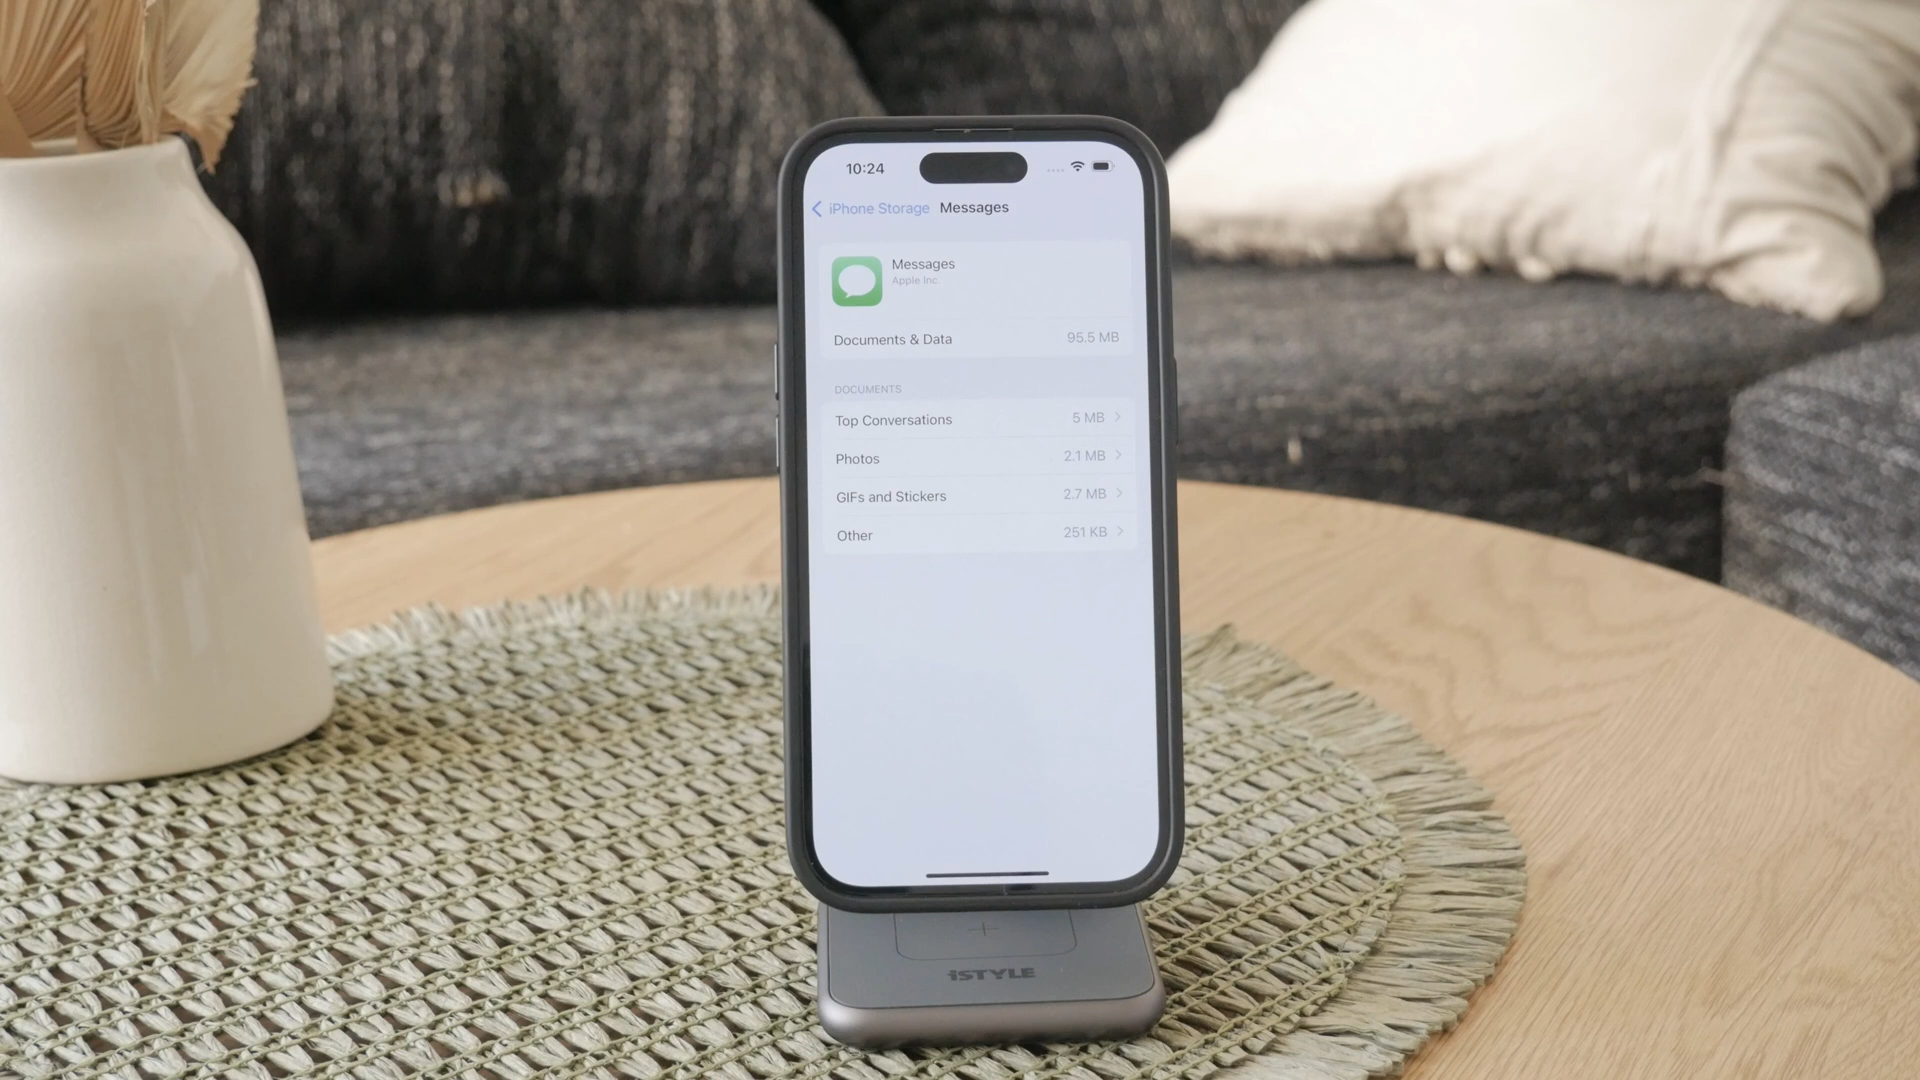 10:24
iPhone Storage Messages
Messages
Apple Inc.
Documents & Data 95.5 MB
DOCUMENTS
Top Conversations 5 MB
Photos 2.1 MB
GIFs and Stickers 2.7 MB
Other 251 KB
iSTYLE